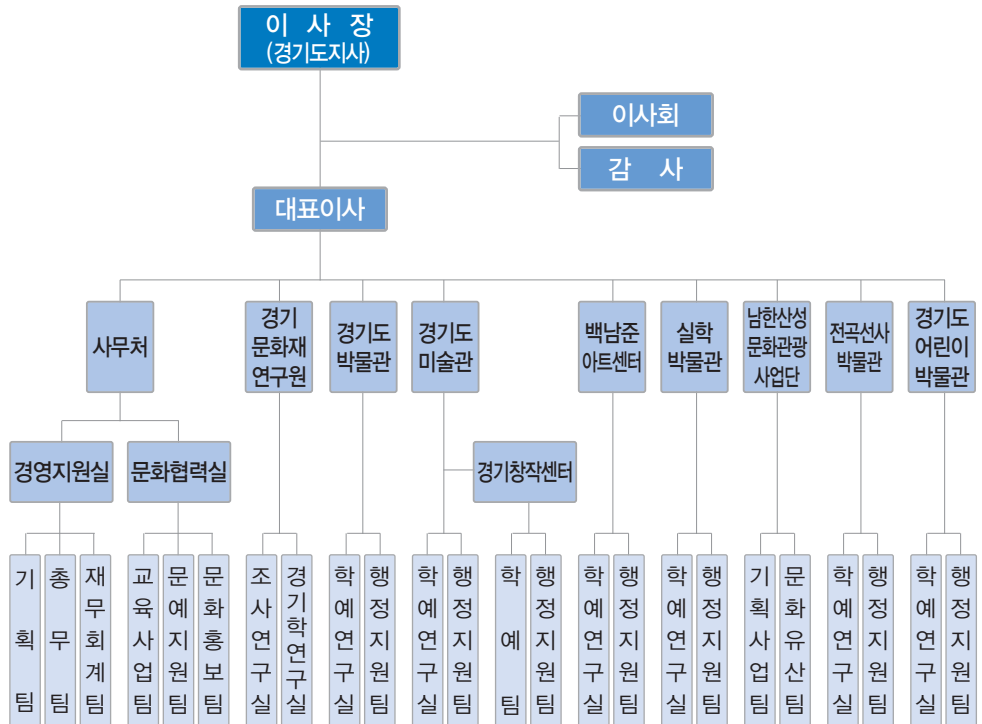 이 사 장
(경기도지사)
이사회
감 사
대표이사
사무처
경기
문화재
연구원
경기도
박물관
경기도
미술관
백남준
아트센터
실학
박물관
남한산성
문화관광
사업단
전곡선사
박물관
경기도
어린이
박물관
경영지원실
문화협력실
경기창작센터
기획팀
총무팀
재무회계팀
교육사업팀
문예지원팀
문화홍보팀
조사연구실
경기학연구실
학예연구실
행정지원팀
학예연구실
행정지원팀
학예팀
행정지원팀
학예연구실
행정지원팀
학예연구실
행정지원팀
기획사업팀
문화유산팀
학예연구실
행정지원팀
학예연구실
행정지원팀